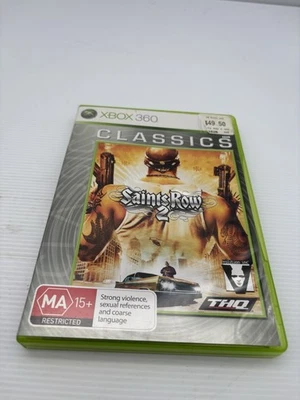 XBOX 360
$49.50
CLASSICS
Saints Row
2
MA 15+
RESTRICTED
Strong violence,
sexual references
and coarse
language
V
THQ